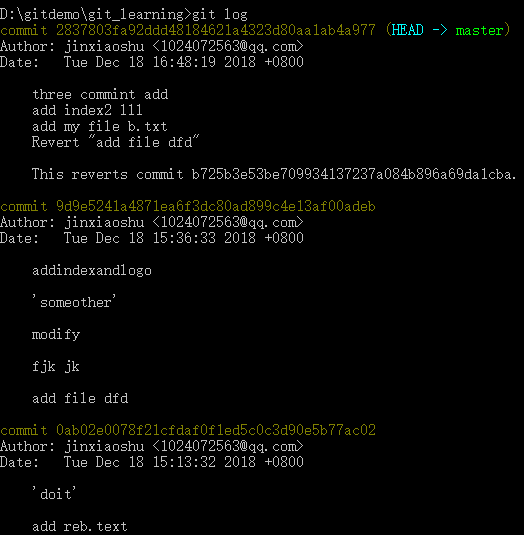 D:\gitdemo\git_learning>git log
commit 2837803fa92ddd48184621a4323d80aa1ab4a977 (HEAD -> master)
Author: jinxiaoshu <1024072563@qq.com>
Date:   Tue Dec 18 16:48:19 2018 +0800
three commint add
add index2 111
add my file b.txt
Revert "add file dfd"
This reverts commit b725b3e53be709934137237a084b896a69da1cba.
commit 9d9e5241a4871ea6f3dc80ad899c4e13af00adeb
Author: jinxiaoshu <1024072563@qq.com>
Date:   Tue Dec 18 15:36:33 2018 +0800
addindexandlogo
'someother'
modify
fjk jk
add file dfd
commit 0ab02e0078f21cfdaf0f1ed5c0c3d90e5b77ac02
Author: jinxiaoshu <1024072563@qq.com>
Date:   Tue Dec 18 15:13:32 2018 +0800
'doit'
add reb.text